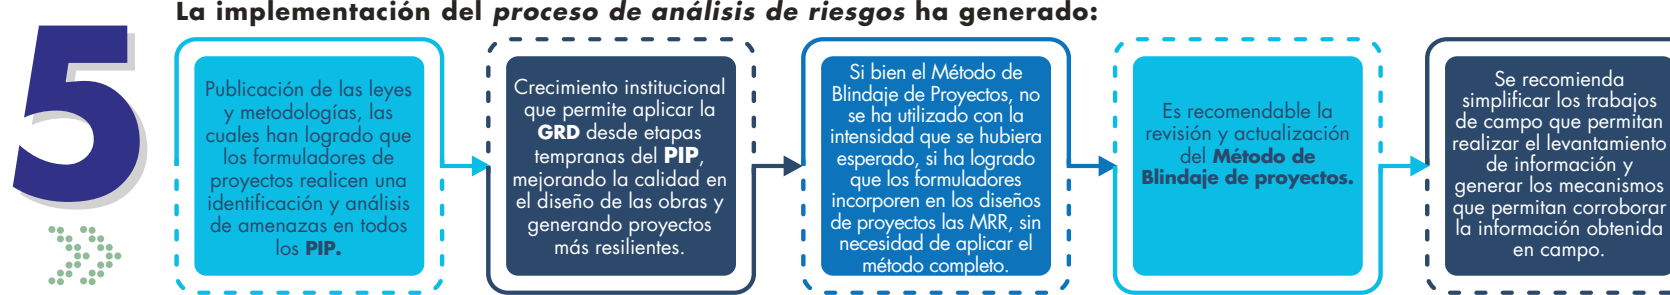 La implementación del proceso de análisis de riesgos ha generado:
5
Publicación de las leyes
y metodologías, las
cuales han logrado que
los formuladores de
proyectos realicen una
identificación y análisis
de amenazas en todos
los PIP.
Crecimiento institucional
que permite aplicar la
GRD desde etapas
tempranas del PIP,
mejorando la calidad en
el diseño de las obras y
generando proyectos
más resilientes.
Si bien el Método de
Blindaje de Proyectos, no
se ha utilizado con la
intensidad que se hubiera
esperado, si ha logrado
que los formuladores
incorporen en los diseños
de proyectos las MRR, sin
necesidad de aplicar el
método completo.
Es recomendable la
revisión y actualización
del Método de
Blindaje de proyectos.
Se recomienda
simplificar los trabajos
de campo que permitan
realizar el levantamiento
de información y
generar los mecanismos
que permitan corroborar
la información obtenida
en campo.